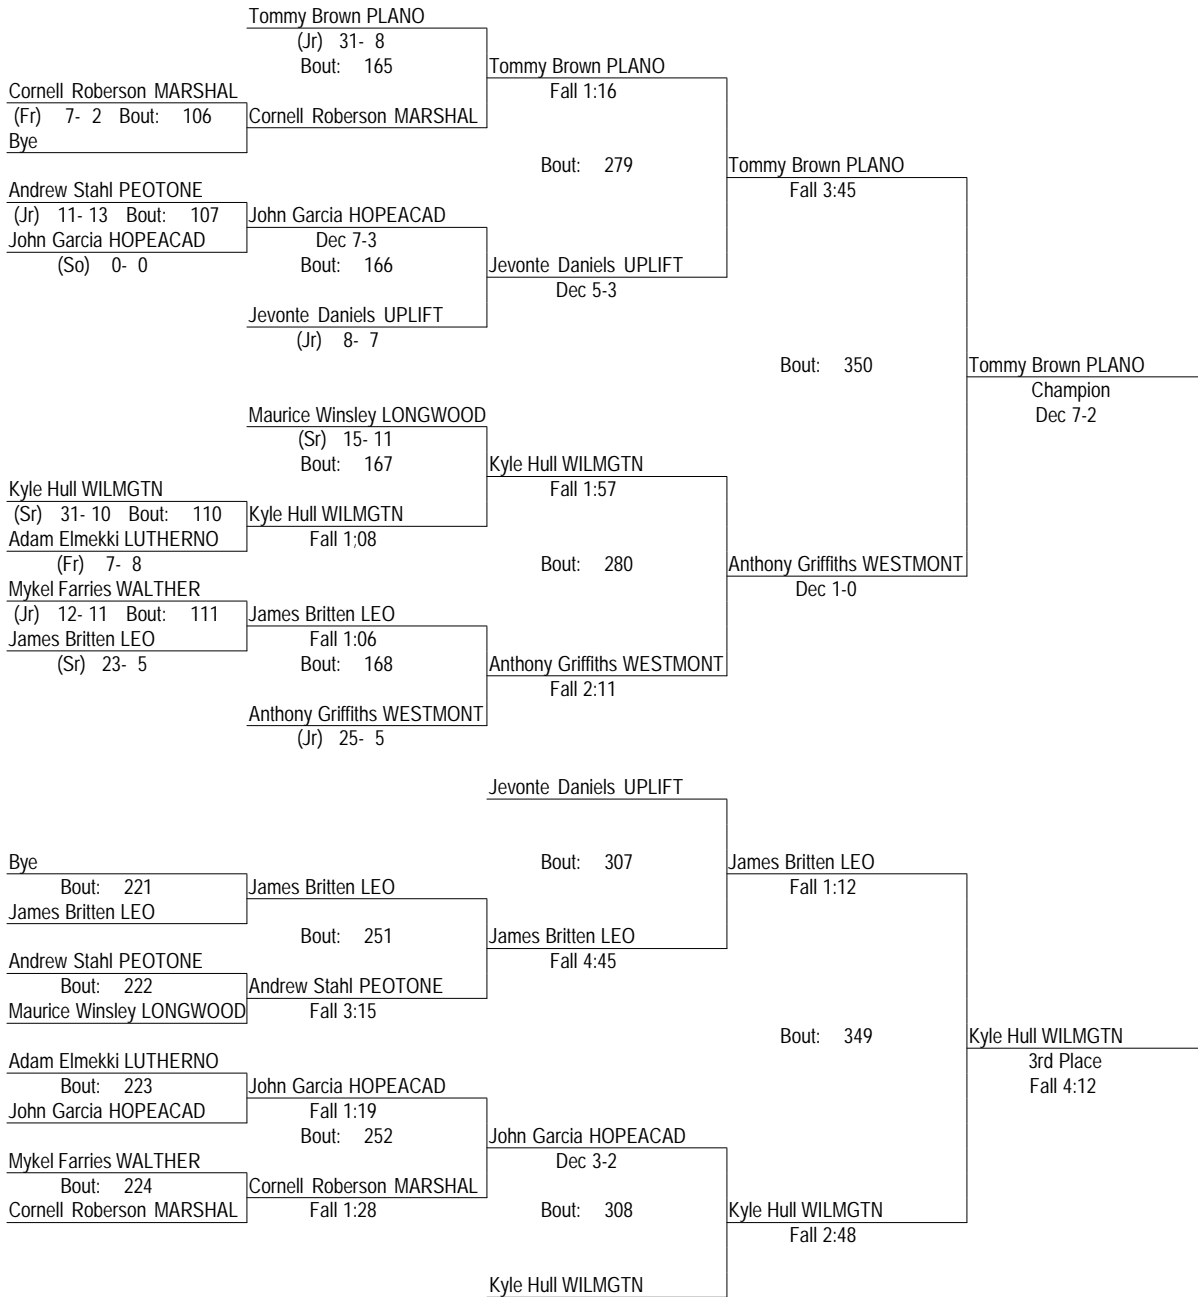 Tommy Brown PLANO
(Jr) 31- 8
Bout: 165
Tommy Brown PLANO
Fall 1:16
Cornell Roberson MARSHAL
(Fr) 7- 2 Bout: 106
Cornell Roberson MARSHAL
Bye
Bout: 279
Tommy Brown PLANO
Fall 3:45
Andrew Stahl PEOTONE
(Jr) 11- 13 Bout: 107
John Garcia HOPEACAD
John Garcia HOPEACAD
Dec 7-3
(So) 0- 0
Bout: 166
Jevonte Daniels UPLIFT
Dec 5-3
Jevonte Daniels UPLIFT
(Jr) 8- 7
Bout: 350
Tommy Brown PLANO
Champion
Dec 7-2
Maurice Winsley LONGWOOD
(Sr) 15- 11
Bout: 167
Kyle Hull WILMGTN
Fall 1:57
Kyle Hull WILMGTN
(Sr) 31- 10 Bout: 110
Kyle Hull WILMGTN
Adam Elmekki LUTHERNO
Fall 1;08
(Fr) 7- 8
Bout: 280
Anthony Griffiths WESTMONT
Dec 1-0
Mykel Farries WALTHER
(Jr) 12- 11 Bout: 111
James Britten LEO
James Britten LEO
Fall 1:06
(Sr) 23- 5
Bout: 168
Anthony Griffiths WESTMONT
Fall 2:11
Anthony Griffiths WESTMONT
(Jr) 25- 5
Jevonte Daniels UPLIFT
Bye
Bout: 307
James Britten LEO
Bout: 221
James Britten LEO
Fall 1:12
James Britten LEO
Bout: 251
James Britten LEO
Fall 4:45
Andrew Stahl PEOTONE
Bout: 222
Andrew Stahl PEOTONE
Maurice Winsley LONGWOOD
Fall 3:15
Bout: 349
Kyle Hull WILMGTN
3rd Place
Fall 4:12
Adam Elmekki LUTHERNO
Bout: 223
John Garcia HOPEACAD
John Garcia HOPEACAD
Fall 1:19
Bout: 252
John Garcia HOPEACAD
Dec 3-2
Mykel Farries WALTHER
Bout: 224
Cornell Roberson MARSHAL
Cornell Roberson MARSHAL
Fall 1:28
Bout: 308
Kyle Hull WILMGTN
Fall 2:48
Kyle Hull WILMGTN